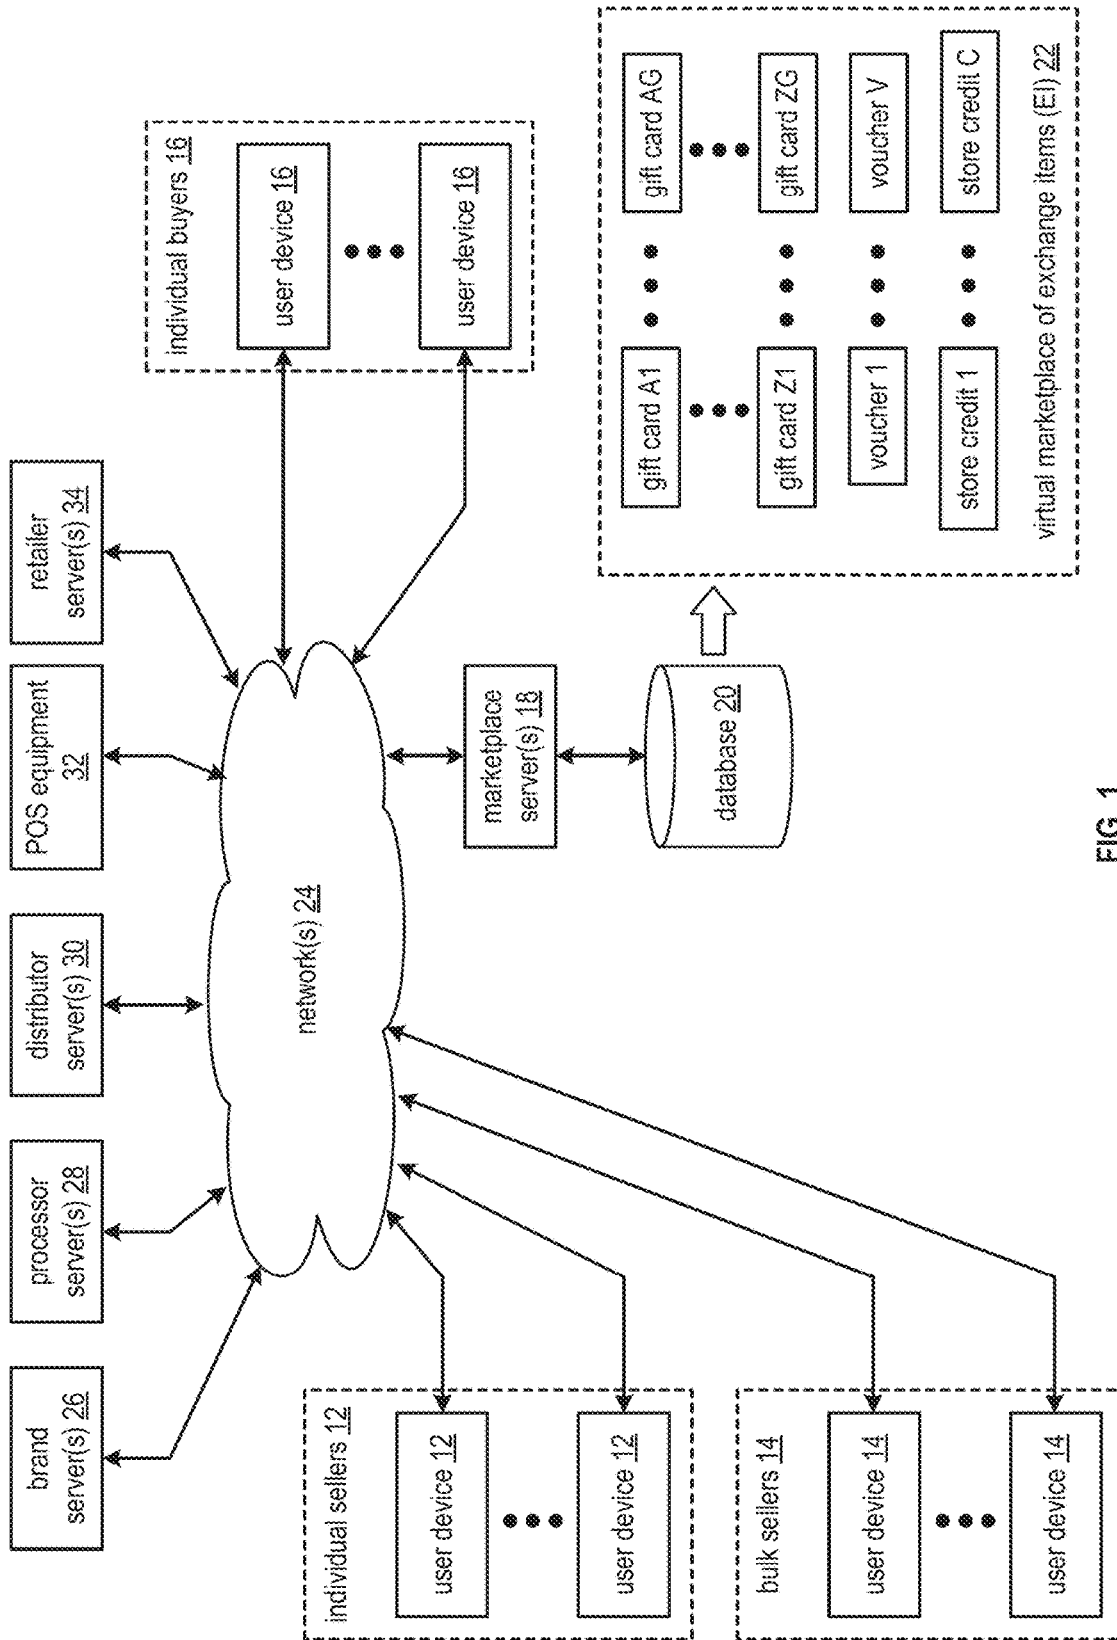 brand
server(s) 26
processor
server(s) 28
distributor
server(s) 30
POS equipment
32
retailer
server(s) 34
network(s) 24
individual buyers 16
user device 16
user device 16
individual sellers 12
user device 12
user device 12
bulk sellers 14
user device 14
user device 14
marketplace
server(s) 18
database 20
gift card A1
gift card AG
gift card Z1
gift card ZG
voucher 1
voucher V
store credit 1
store credit C
virtual marketplace of exchange items (EI) 22
FIG. 1